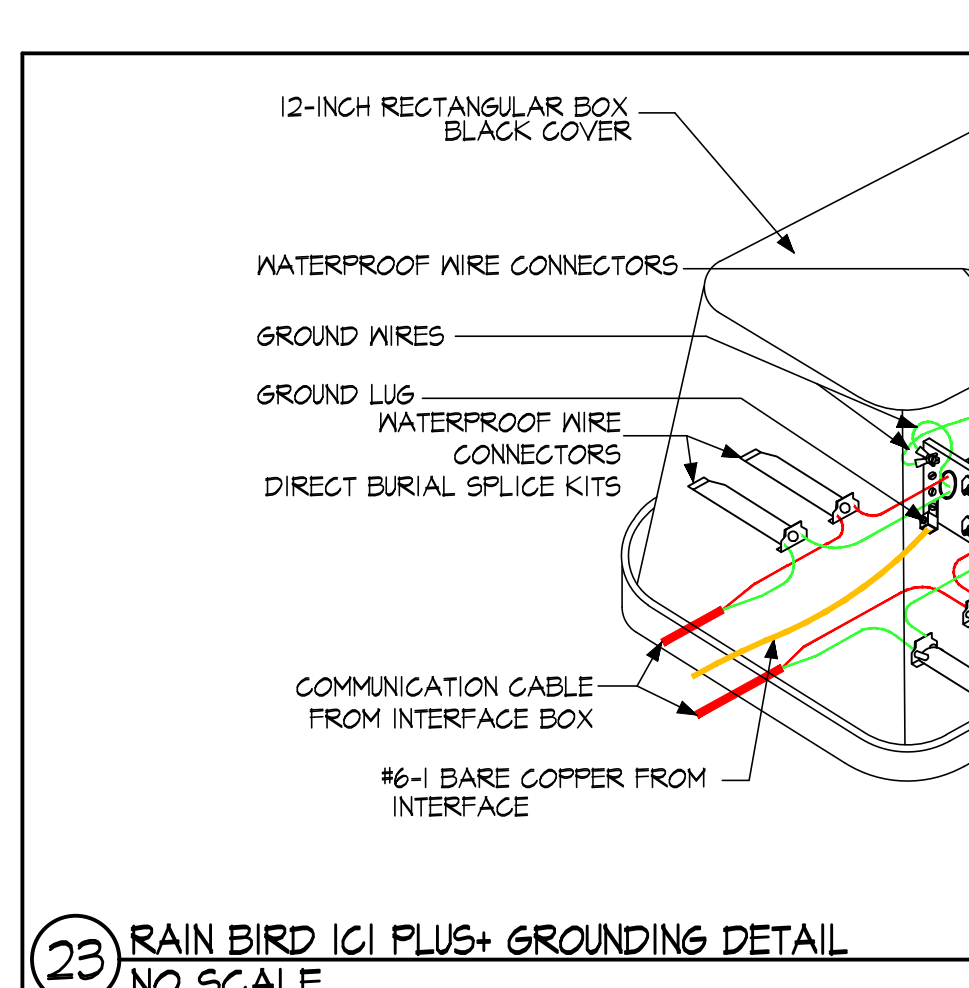 12-INCH RECTANGULAR BOX
BLACK COVER
WATERPROOF WIRE CONNECTORS
GROUND WIRES
GROUND LUG
WATERPROOF WIRE
CONNECTORS
DIRECT BURIAL SPLICE KITS
COMMUNICATION CABLE
FROM INTERFACE BOX
#6-1 BARE COPPER FROM
INTERFACE
23 RAIN BIRD ICI PLUS+ GROUNDING DETAIL
NO SCALE